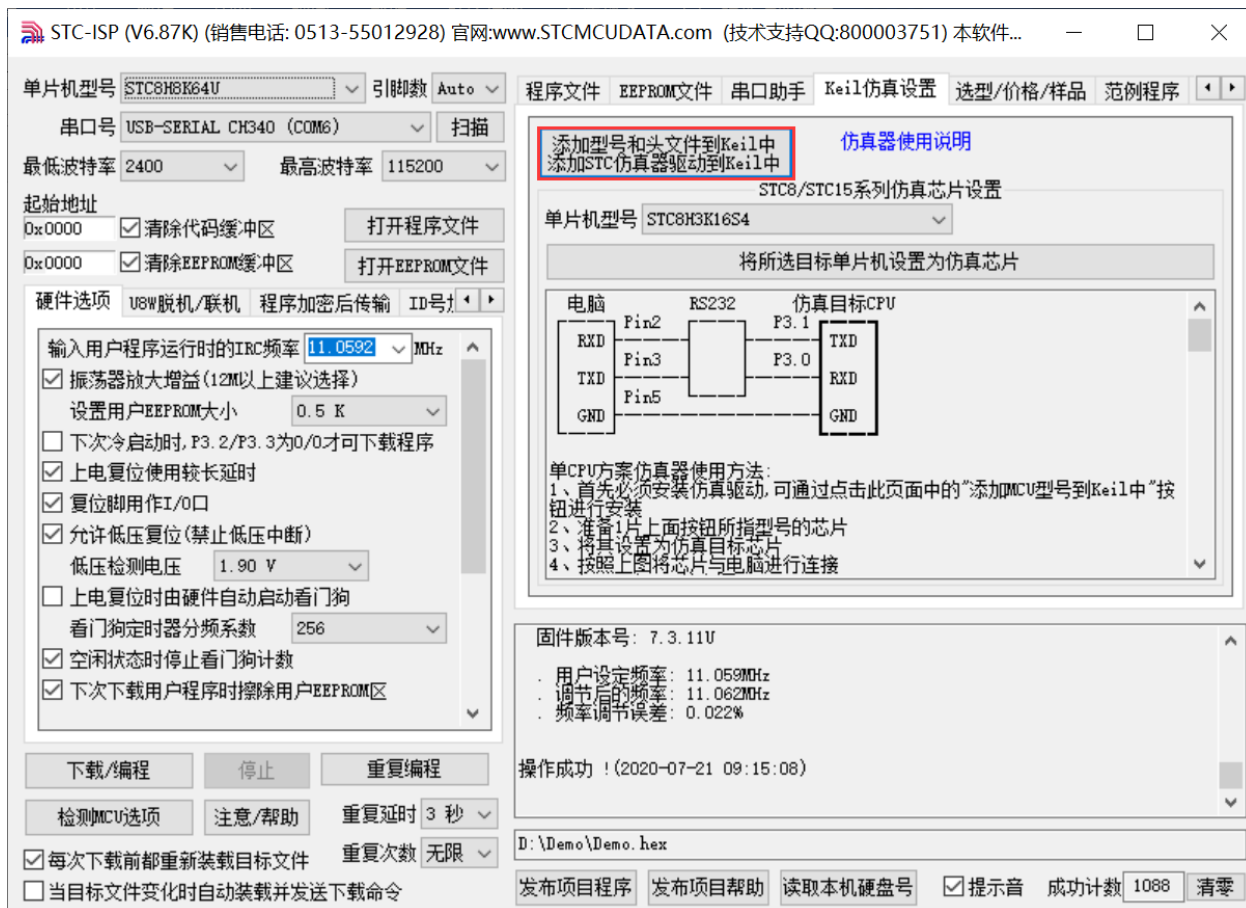 STC-ISP (V6.87K) (销售电话: 0513-55012928) 官网:www.STCMCUDATA.com (技术支持QQ:800003751) 本软件...
单片机型号 STC8H8K64U 引脚数 Auto
串口号 USB-SERIAL CH340 (COM6) 扫描
最低波特率 2400 最高波特率 115200
起始地址
0x0000 清除代码缓冲区 打开程序文件
0x0000 清除EEPROM缓冲区 打开EEPROM文件
硬件选项 U8W脱机/联机 程序加密后传输
输入用户程序运行时的IRC频率 11.0592 MHz
振荡器放大增益(12M以上建议选择)
设置用户EEPROM大小 0.5 K
下次冷启动时,P3.2/P3.3为0/0才可下载程序
上电复位使用较长延时
复位脚用作I/O口
允许低压复位(禁止低压中断)
低压检测电压 1.90 V
上电复位时由硬件自动启动看门狗
看门狗定时器分频系数 256
空闲状态时停止看门狗计数
下次下载用户程序时擦除用户EEPROM区
下载/编程 停止 重复编程
检测MCU选项 注意/帮助 重复延时 3 秒
每次下载前都重新装载目标文件 重复次数 无限
当目标文件变化时自动装载并发送下载命令
程序文件 EEPROM文件 串口助手 Keil仿真设置 选型/价格/样品 范例程序
添加型号和头文件到Keil中
添加STC仿真器驱动到Keil中
仿真器使用说明
STC8/STC15系列仿真芯片设置
单片机型号 STC8H3K16S4
将所选目标单片机设置为仿真芯片
电脑 RS232 仿真目标CPU
Pin2 P3.1
RXD TXD
Pin3 P3.0
TXD RXD
Pin5
GND GND
单CPU方案仿真器使用方法:
1、首先必须安装仿真驱动,可通过点击此页面中的"添加MCU型号到Keil中"按
钮进行安装
2、准备1片上面按钮所指型号的芯片
3、将其设置为仿真目标芯片
4、按照上图将芯片与电脑进行连接
固件版本号: 7.3.11U
. 用户设定频率: 11.059MHz
. 调节后的频率: 11.062MHz
. 频率调节误差: 0.022%
操作成功 !(2020-07-21 09:15:08)
D:\Demo\Demo.hex
发布项目程序 发布项目帮助 读取本机硬盘号 提示音 成功计数 1088 清零